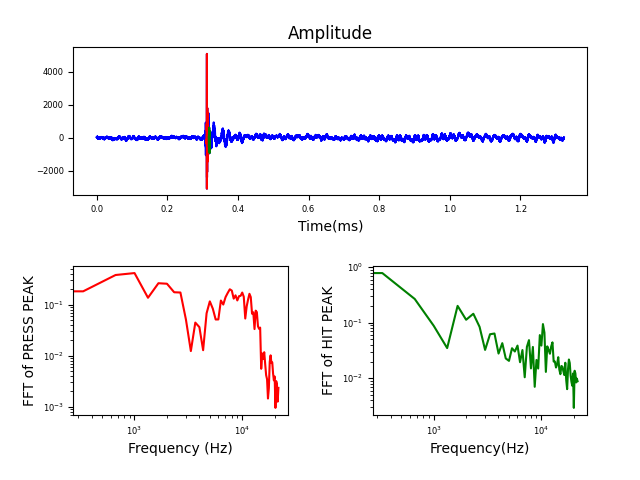 Amplitude
4000
2000
0
−2000
0.0 0.2 0.4 0.6 0.8 1.0 1.2
Time(ms)
FFT of PRESS PEAK
10⁻¹
10⁻²
10⁻³
10³ 10⁴
Frequency (Hz)
FFT of HIT PEAK
10⁰
10⁻¹
10⁻²
10³ 10⁴
Frequency(Hz)